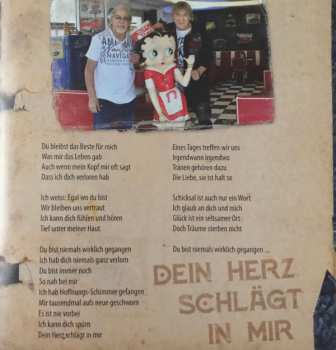 Du bleibst das Beste für mich
Was mir das Leben gab
Auch wenn mein Kopf mir oft sagt
Dass ich dich verloren hab
Ich weiss: Egal wo du bist
Wir bleiben uns vertraut
Ich kann dich fühlen und hören
Tief unter meiner Haut
Du bist niemals wirklich gegangen
Ich hab dich niemals ganz verlorn
Du bist immer noch
So nah bei mir
Ich hab Hoffnungs-Schimmer gefangen
Mir tausendmal aufs neue geschworn
Es ist nie vorbei
Ich kann dich spürn
Dein Herz schlägt in mir
Eines Tages treffen wir uns
Irgendwann irgendwo
Tränen gehören dazu
Die Liebe, sie ist halt so
Schicksal ist auch nur ein Wort
Ich glaub an dich und mich
Glück ist ein seltsamer Ort
Doch Träume sterben nicht
Du bist niemals wirklich gegangen ...
DEIN HERZ
SCHLÄGT
IN MIR